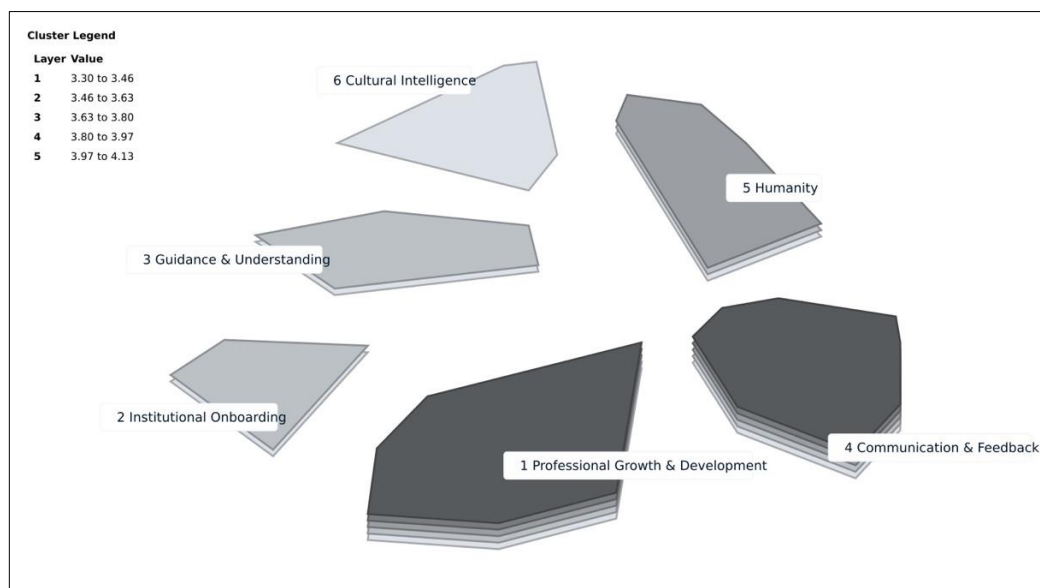 Cluster Legend
Layer Value
1 3.30 to 3.46
2 3.46 to 3.63
3 3.63 to 3.80
4 3.80 to 3.97
5 3.97 to 4.13
6 Cultural Intelligence
5 Humanity
3 Guidance & Understanding
2 Institutional Onboarding
4 Communication & Feedback
1 Professional Growth & Development